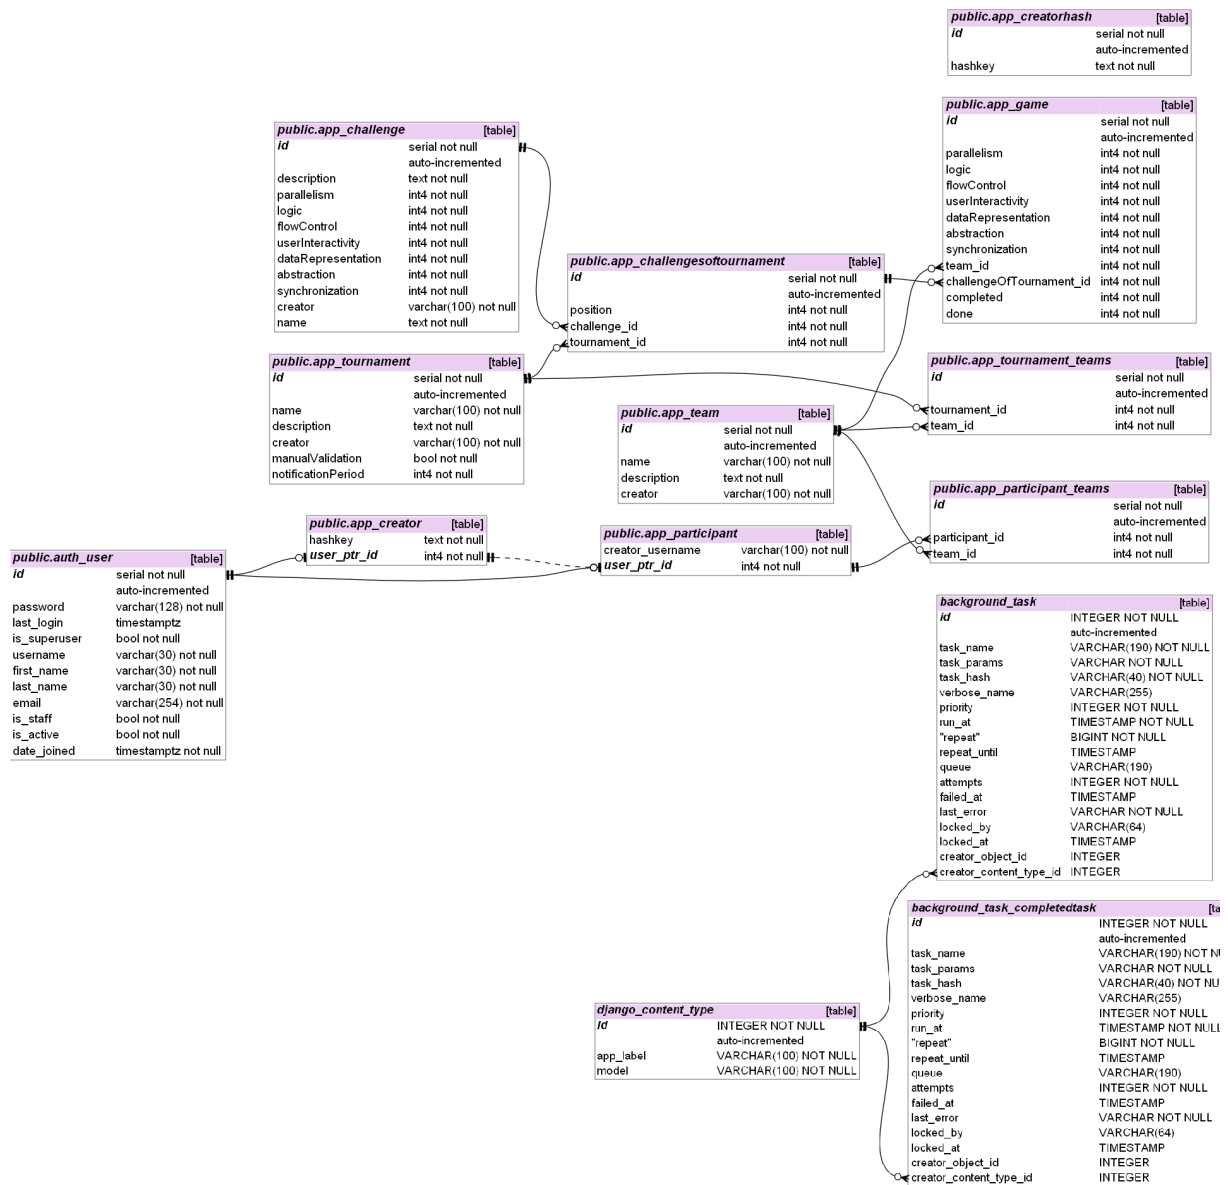 public.app_creatorhash [table]
id serial not null
auto-incremented
hashkey text not null
public.app_game [table]
id serial not null
auto-incremented
parallelism int4 not null
logic int4 not null
flowControl int4 not null
userInteractivity int4 not null
dataRepresentation int4 not null
abstraction int4 not null
synchronization int4 not null
team_id int4 not null
challengeOfTournament_id int4 not null
completed int4 not null
done int4 not null
public.app_challenge [table]
id serial not null
auto-incremented
description text not null
parallelism int4 not null
logic int4 not null
flowControl int4 not null
userInteractivity int4 not null
dataRepresentation int4 not null
abstraction int4 not null
synchronization int4 not null
creator varchar(100) not null
name text not null
public.app_challengesoftournament [table]
id serial not null
auto-incremented
position int4 not null
challenge_id int4 not null
tournament_id int4 not null
public.app_tournament [table]
id serial not null
auto-incremented
name varchar(100) not null
description text not null
creator varchar(100) not null
manualValidation bool not null
notificationPeriod int4 not null
public.app_tournament_teams [table]
id serial not null
auto-incremented
tournament_id int4 not null
team_id int4 not null
public.app_team [table]
id serial not null
auto-incremented
name varchar(100) not null
description text not null
creator varchar(100) not null
public.app_participant_teams [table]
id serial not null
auto-incremented
participant_id int4 not null
team_id int4 not null
public.app_creator [table]
hashkey text not null
user_ptr_id int4 not null
public.app_participant [table]
creator_username varchar(100) not null
user_ptr_id int4 not null
public.auth_user [table]
id serial not null
auto-incremented
password varchar(128) not null
last_login timestamptz
is_superuser bool not null
username varchar(30) not null
first_name varchar(30) not null
last_name varchar(30) not null
email varchar(254) not null
is_staff bool not null
is_active bool not null
date_joined timestamptz not null
background_task [table]
id INTEGER NOT NULL
auto-incremented
task_name VARCHAR(190) NOT NULL
task_params VARCHAR NOT NULL
task_hash VARCHAR(40) NOT NULL
verbose_name VARCHAR(255)
priority INTEGER NOT NULL
run_at TIMESTAMP NOT NULL
"repeat" BIGINT NOT NULL
repeat_until TIMESTAMP
queue VARCHAR(190)
attempts INTEGER NOT NULL
failed_at TIMESTAMP
last_error VARCHAR NOT NULL
locked_by VARCHAR(64)
locked_at TIMESTAMP
creator_object_id INTEGER
creator_content_type_id INTEGER
background_task_completedtask [ta
id INTEGER NOT NULL
auto-incremented
task_name VARCHAR(190) NOT NU
task_params VARCHAR NOT NULL
task_hash VARCHAR(40) NOT NU
verbose_name VARCHAR(255)
priority INTEGER NOT NULL
run_at TIMESTAMP NOT NULL
"repeat" BIGINT NOT NULL
repeat_until TIMESTAMP
queue VARCHAR(190)
attempts INTEGER NOT NULL
failed_at TIMESTAMP
last_error VARCHAR NOT NULL
locked_by VARCHAR(64)
locked_at TIMESTAMP
creator_object_id INTEGER
creator_content_type_id INTEGER
django_content_type [table]
id INTEGER NOT NULL
auto-incremented
app_label VARCHAR(100) NOT NULL
model VARCHAR(100) NOT NULL